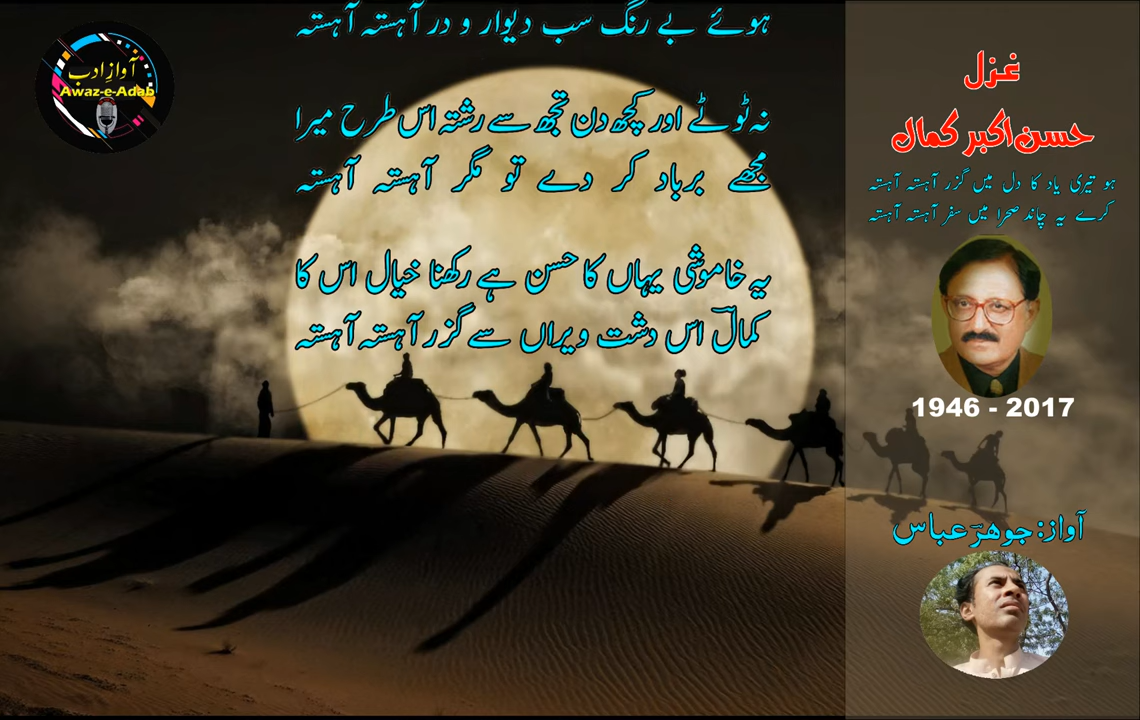 ہوئے بے رنگ سب دیوار و در آہستہ آہستہ
نہ ٹوٹے اور کچھ دن تجھ سے رشتہ اس طرح میرا
مجھے برباد کر دے تو مگر آہستہ آہستہ
یہ خاموشی یہاں کا حسن ہے رکھنا خیال اس کا
کمالؔ اس دشت ویراں سے گزر آہستہ آہستہ
آوازِ ادب
Awaz-e-Adab
غزل
حسن اکبر کمال
ہو تیری یاد کا دل میں گزر آہستہ آہستہ
کرے یہ چاند صحرا میں سفر آہستہ آہستہ
1946 - 2017
آواز: جوہرؔ عباس